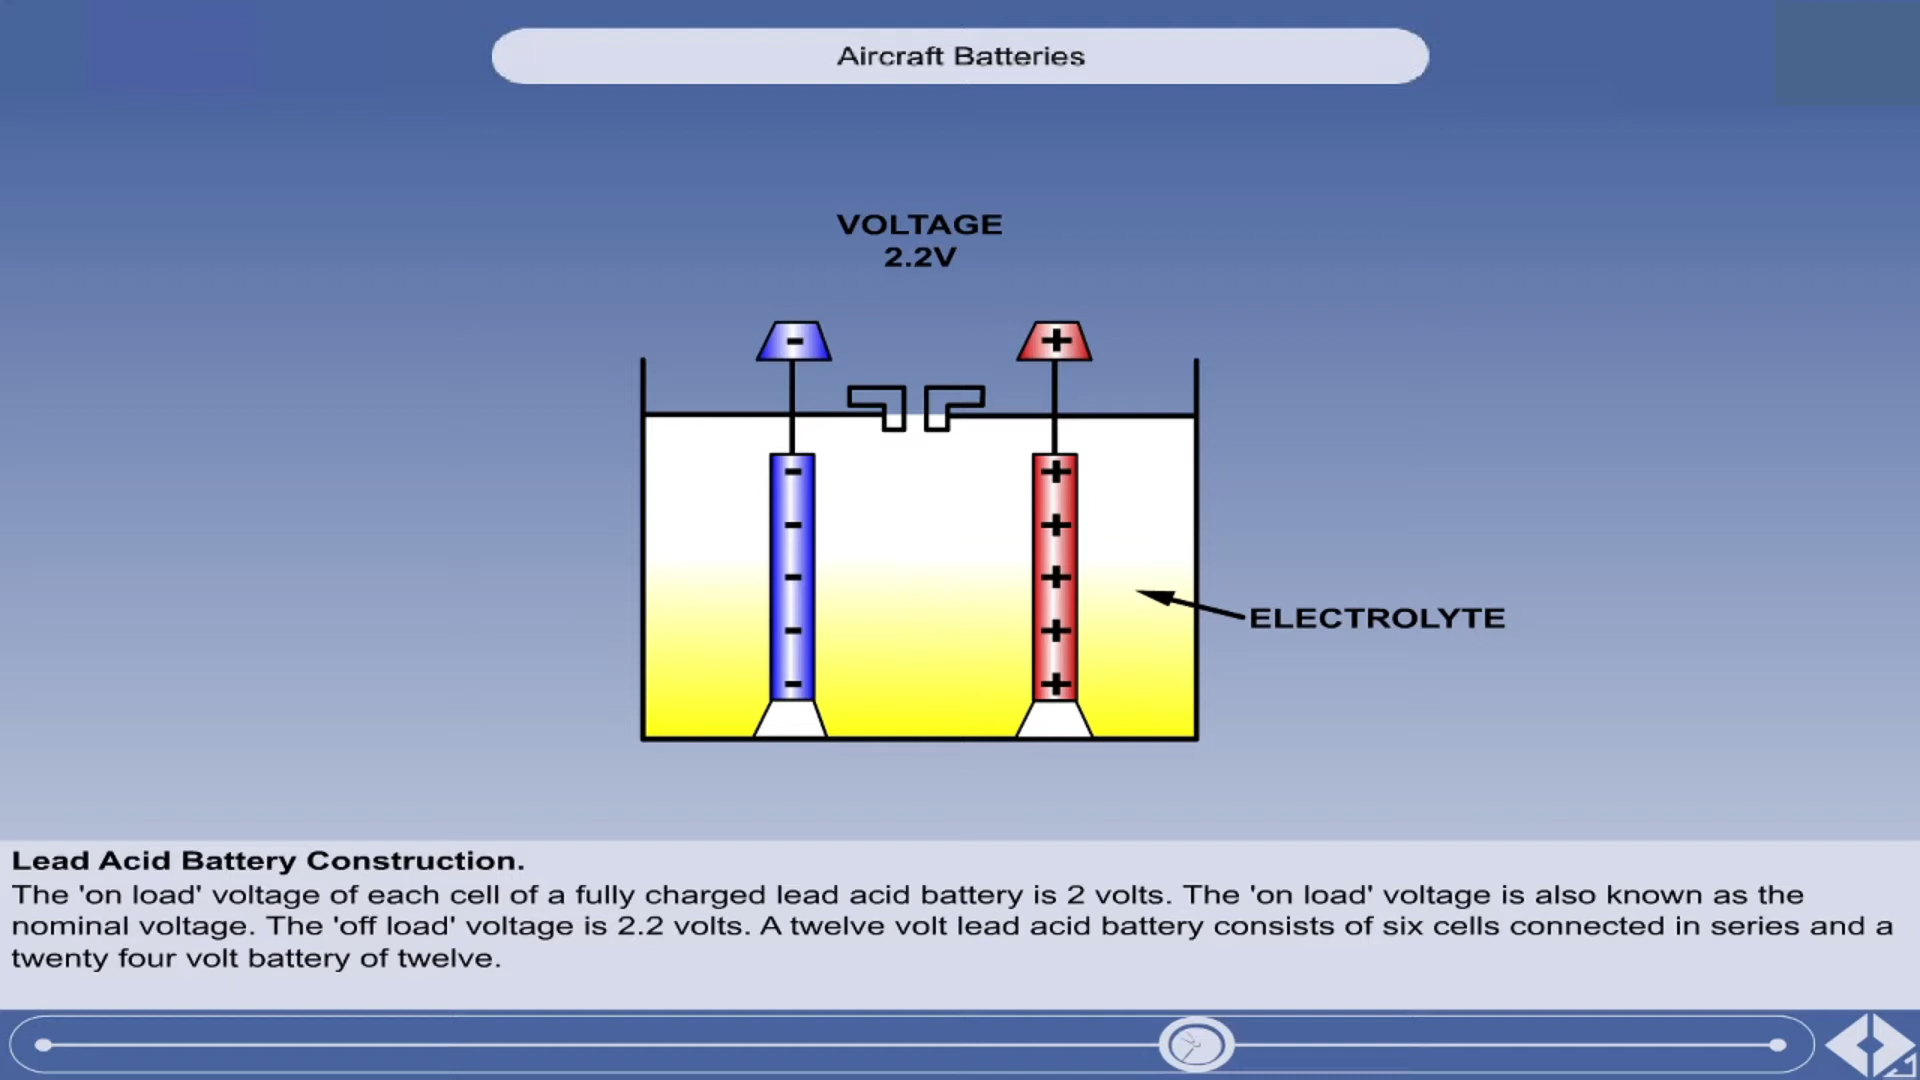 Aircraft Batteries
VOLTAGE
2.2V
- +
- +
- +
- +
- +
- +
ELECTROLYTE
Lead Acid Battery Construction.
The 'on load' voltage of each cell of a fully charged lead acid battery is 2 volts. The 'on load' voltage is also known as the
nominal voltage. The 'off load' voltage is 2.2 volts. A twelve volt lead acid battery consists of six cells connected in series and a
twenty four volt battery of twelve.